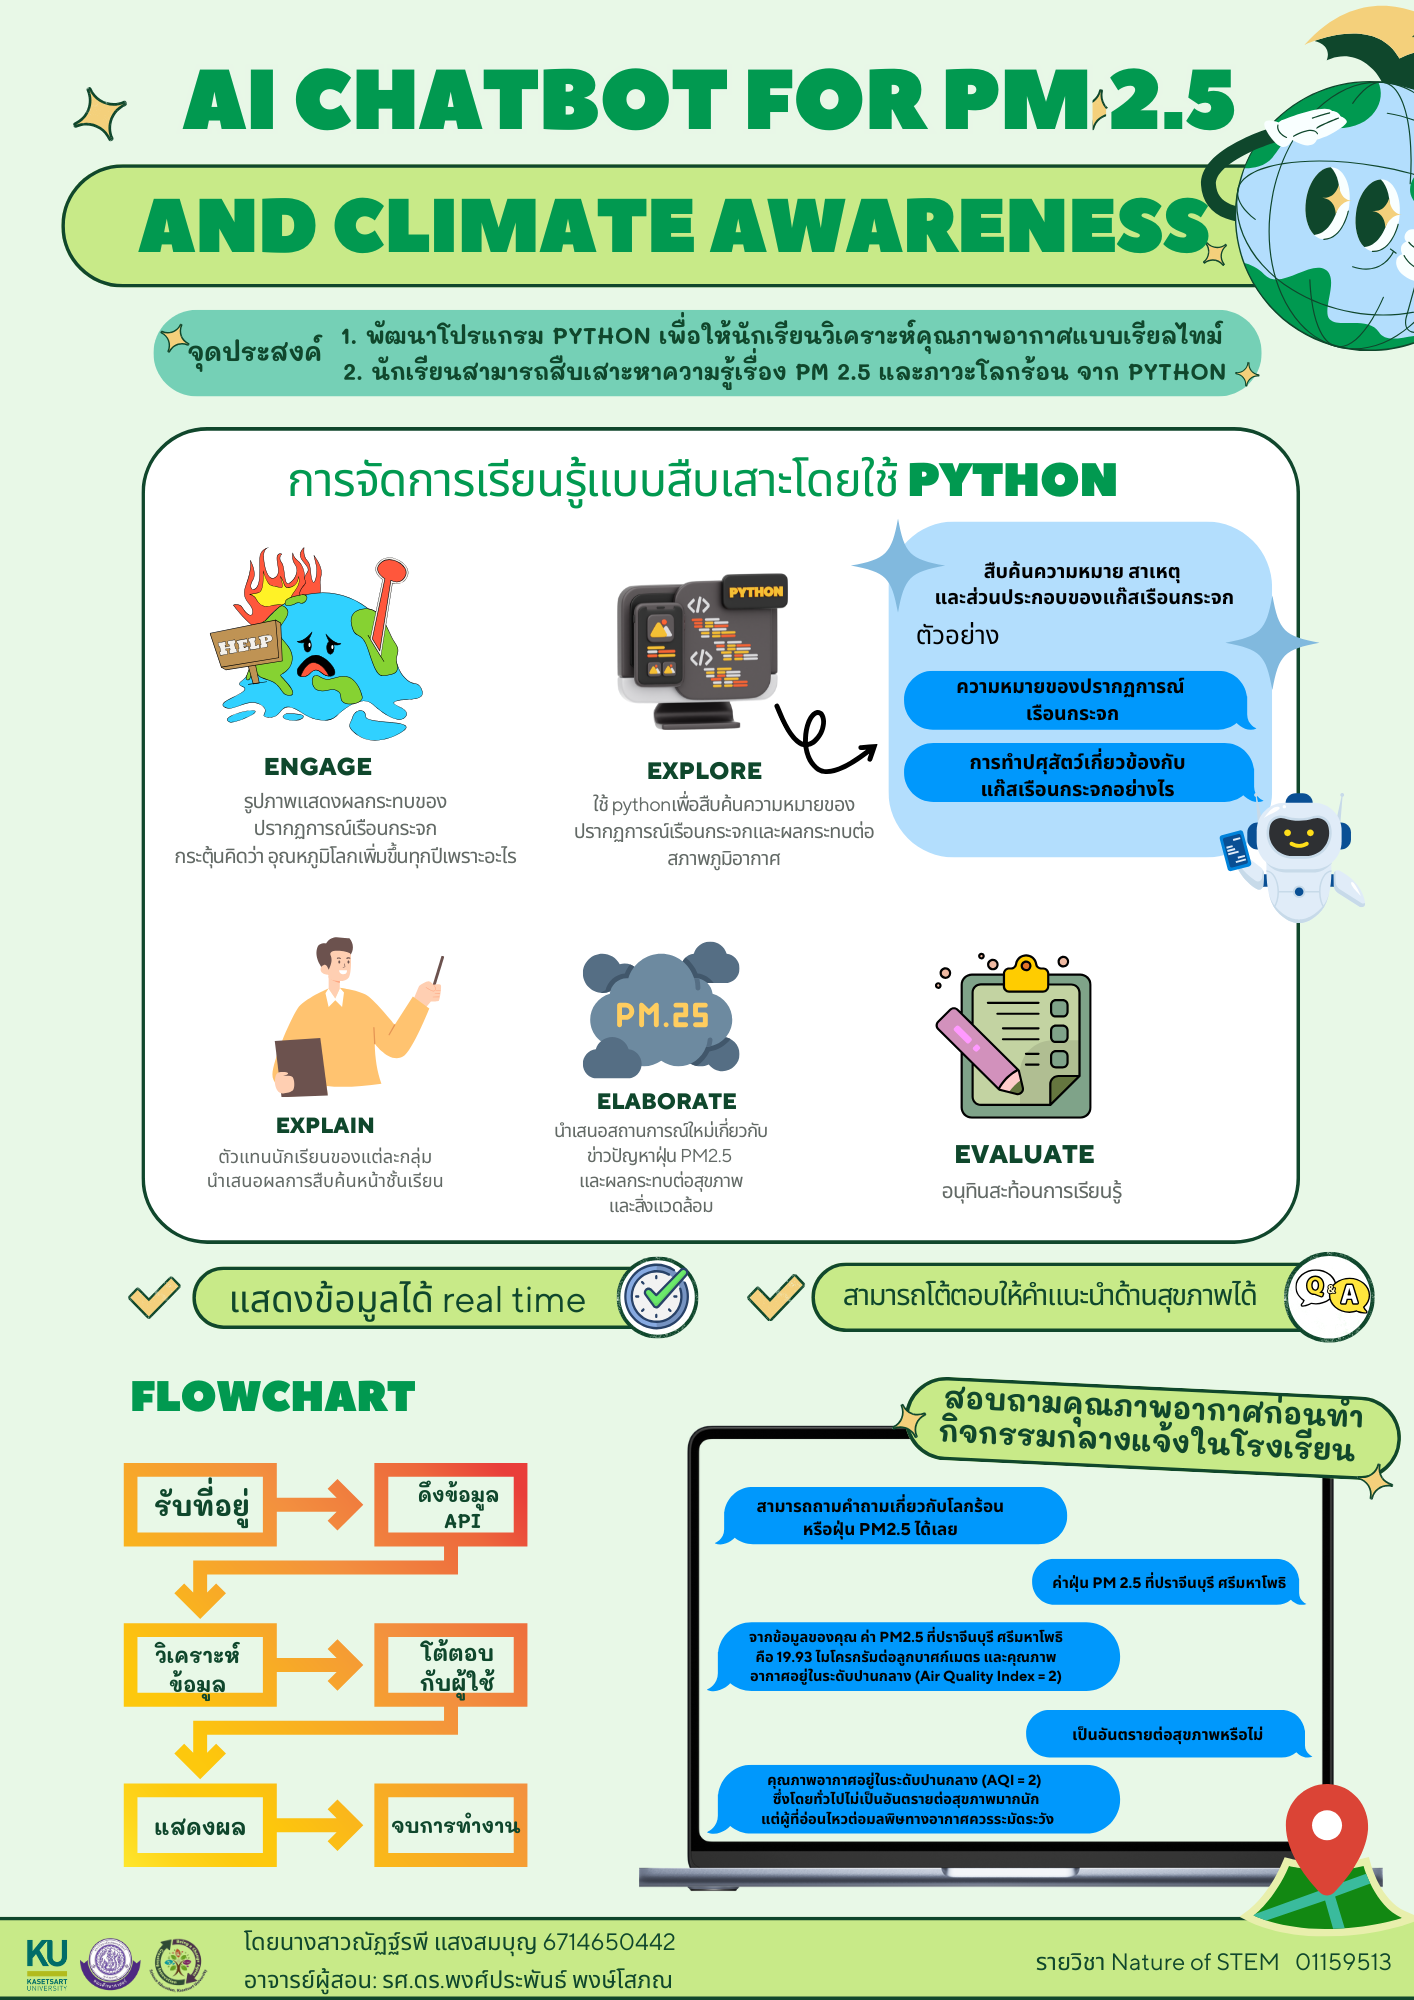 AI CHATBOT FOR PM 2.5
AND CLIMATE AWARENESS
จุดประสงค์
1. พัฒนาโปรแกรม PYTHON เพื่อให้นักเรียนวิเคราะห์คุณภาพอากาศแบบเรียลไทม์
2. นักเรียนสามารถสืบเสาะหาความรู้เรื่อง PM 2.5 และภาวะโลกร้อน จาก PYTHON
การจัดการเรียนรู้แบบสืบเสาะโดยใช้ PYTHON
HELP
ENGAGE
รูปภาพแสดงผลกระทบของ
ปรากฏการณ์เรือนกระจก
กระตุ้นคิดว่า อุณหภูมิโลกเพิ่มขึ้นทุกปีเพราะอะไร
PYTHON
EXPLORE
ใช้ pythonเพื่อสืบค้นความหมายของ
ปรากฏการณ์เรือนกระจกและผลกระทบต่อ
สภาพภูมิอากาศ
สืบค้นความหมาย สาเหตุ
และส่วนประกอบของแก๊สเรือนกระจก
ตัวอย่าง
ความหมายของปรากฏการณ์
เรือนกระจก
การทำปศุสัตว์เกี่ยวข้องกับ
แก๊สเรือนกระจกอย่างไร
EXPLAIN
ตัวแทนนักเรียนของแต่ละกลุ่ม
นำเสนอผลการสืบค้นหน้าชั้นเรียน
PM.25
ELABORATE
นำเสนอสถานการณ์ใหม่เกี่ยวกับ
ข่าวปัญหาฝุ่น PM2.5
และผลกระทบต่อสุขภาพ
และสิ่งแวดล้อม
EVALUATE
อนุทินสะท้อนการเรียนรู้
แสดงข้อมูลได้ real time
สามารถโต้ตอบให้คำแนะนำด้านสุขภาพได้
Q & A
FLOWCHART
รับที่อยู่
ดึงข้อมูล
API
วิเคราะห์
ข้อมูล
โต้ตอบ
กับผู้ใช้
แสดงผล
จบการทำงาน
สอบถามคุณภาพอากาศก่อนทำ
กิจกรรมกลางแจ้งในโรงเรียน
สามารถถามคำถามเกี่ยวกับโลกร้อน
หรือฝุ่น PM2.5 ได้เลย
ค่าฝุ่น PM 2.5 ที่ปราจีนบุรี ศรีมหาโพธิ
จากข้อมูลของคุณ ค่า PM2.5 ที่ปราจีนบุรี ศรีมหาโพธิ
คือ 19.93 ไมโครกรัมต่อลูกบาศก์เมตร และคุณภาพ
อากาศอยู่ในระดับปานกลาง (Air Quality Index = 2)
เป็นอันตรายต่อสุขภาพหรือไม่
คุณภาพอากาศอยู่ในระดับปานกลาง (AQI = 2)
ซึ่งโดยทั่วไปไม่เป็นอันตรายต่อสุขภาพมากนัก
แต่ผู้ที่อ่อนไหวต่อมลพิษทางอากาศควรระมัดระวัง
KU
KASETSART
UNIVERSITY
โดยนางสาวณัฏฐ์รพี แสงสมบุญ 6714650442
อาจารย์ผู้สอน: รศ.ดร.พงศ์ประพันธ์ พงษ์โสภณ
รายวิชา Nature of STEM 01159513